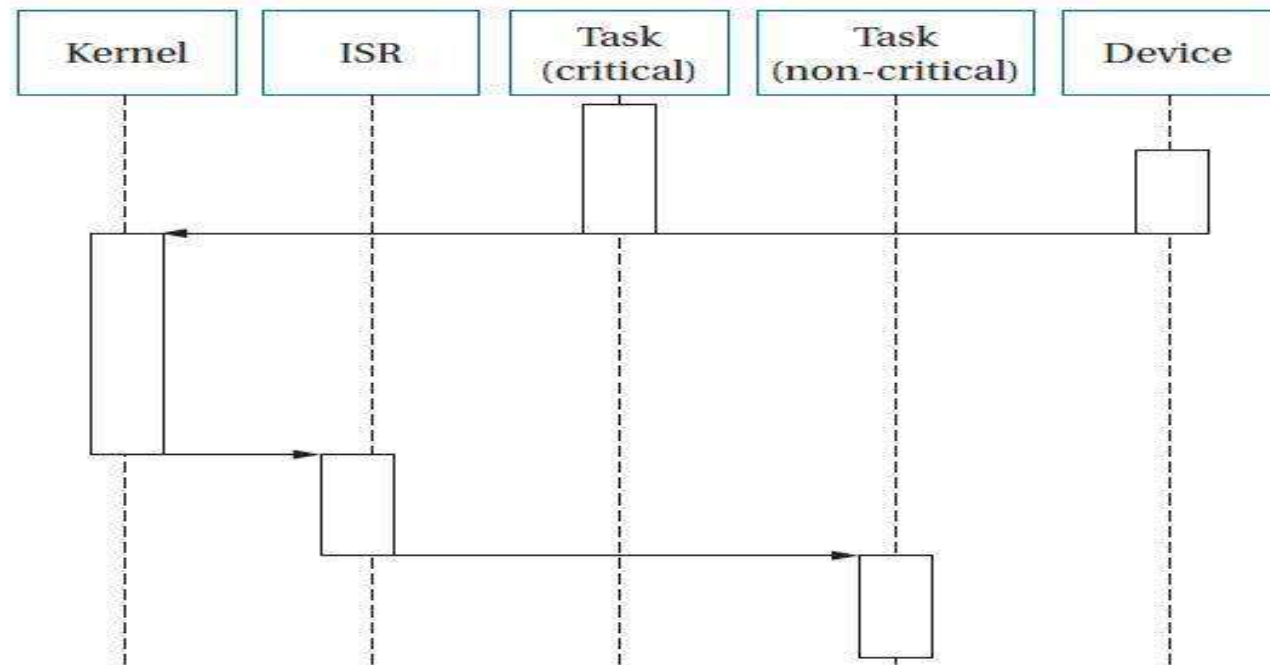 Kernel
ISR
Task
(critical)
Task
(non-critical)
Device